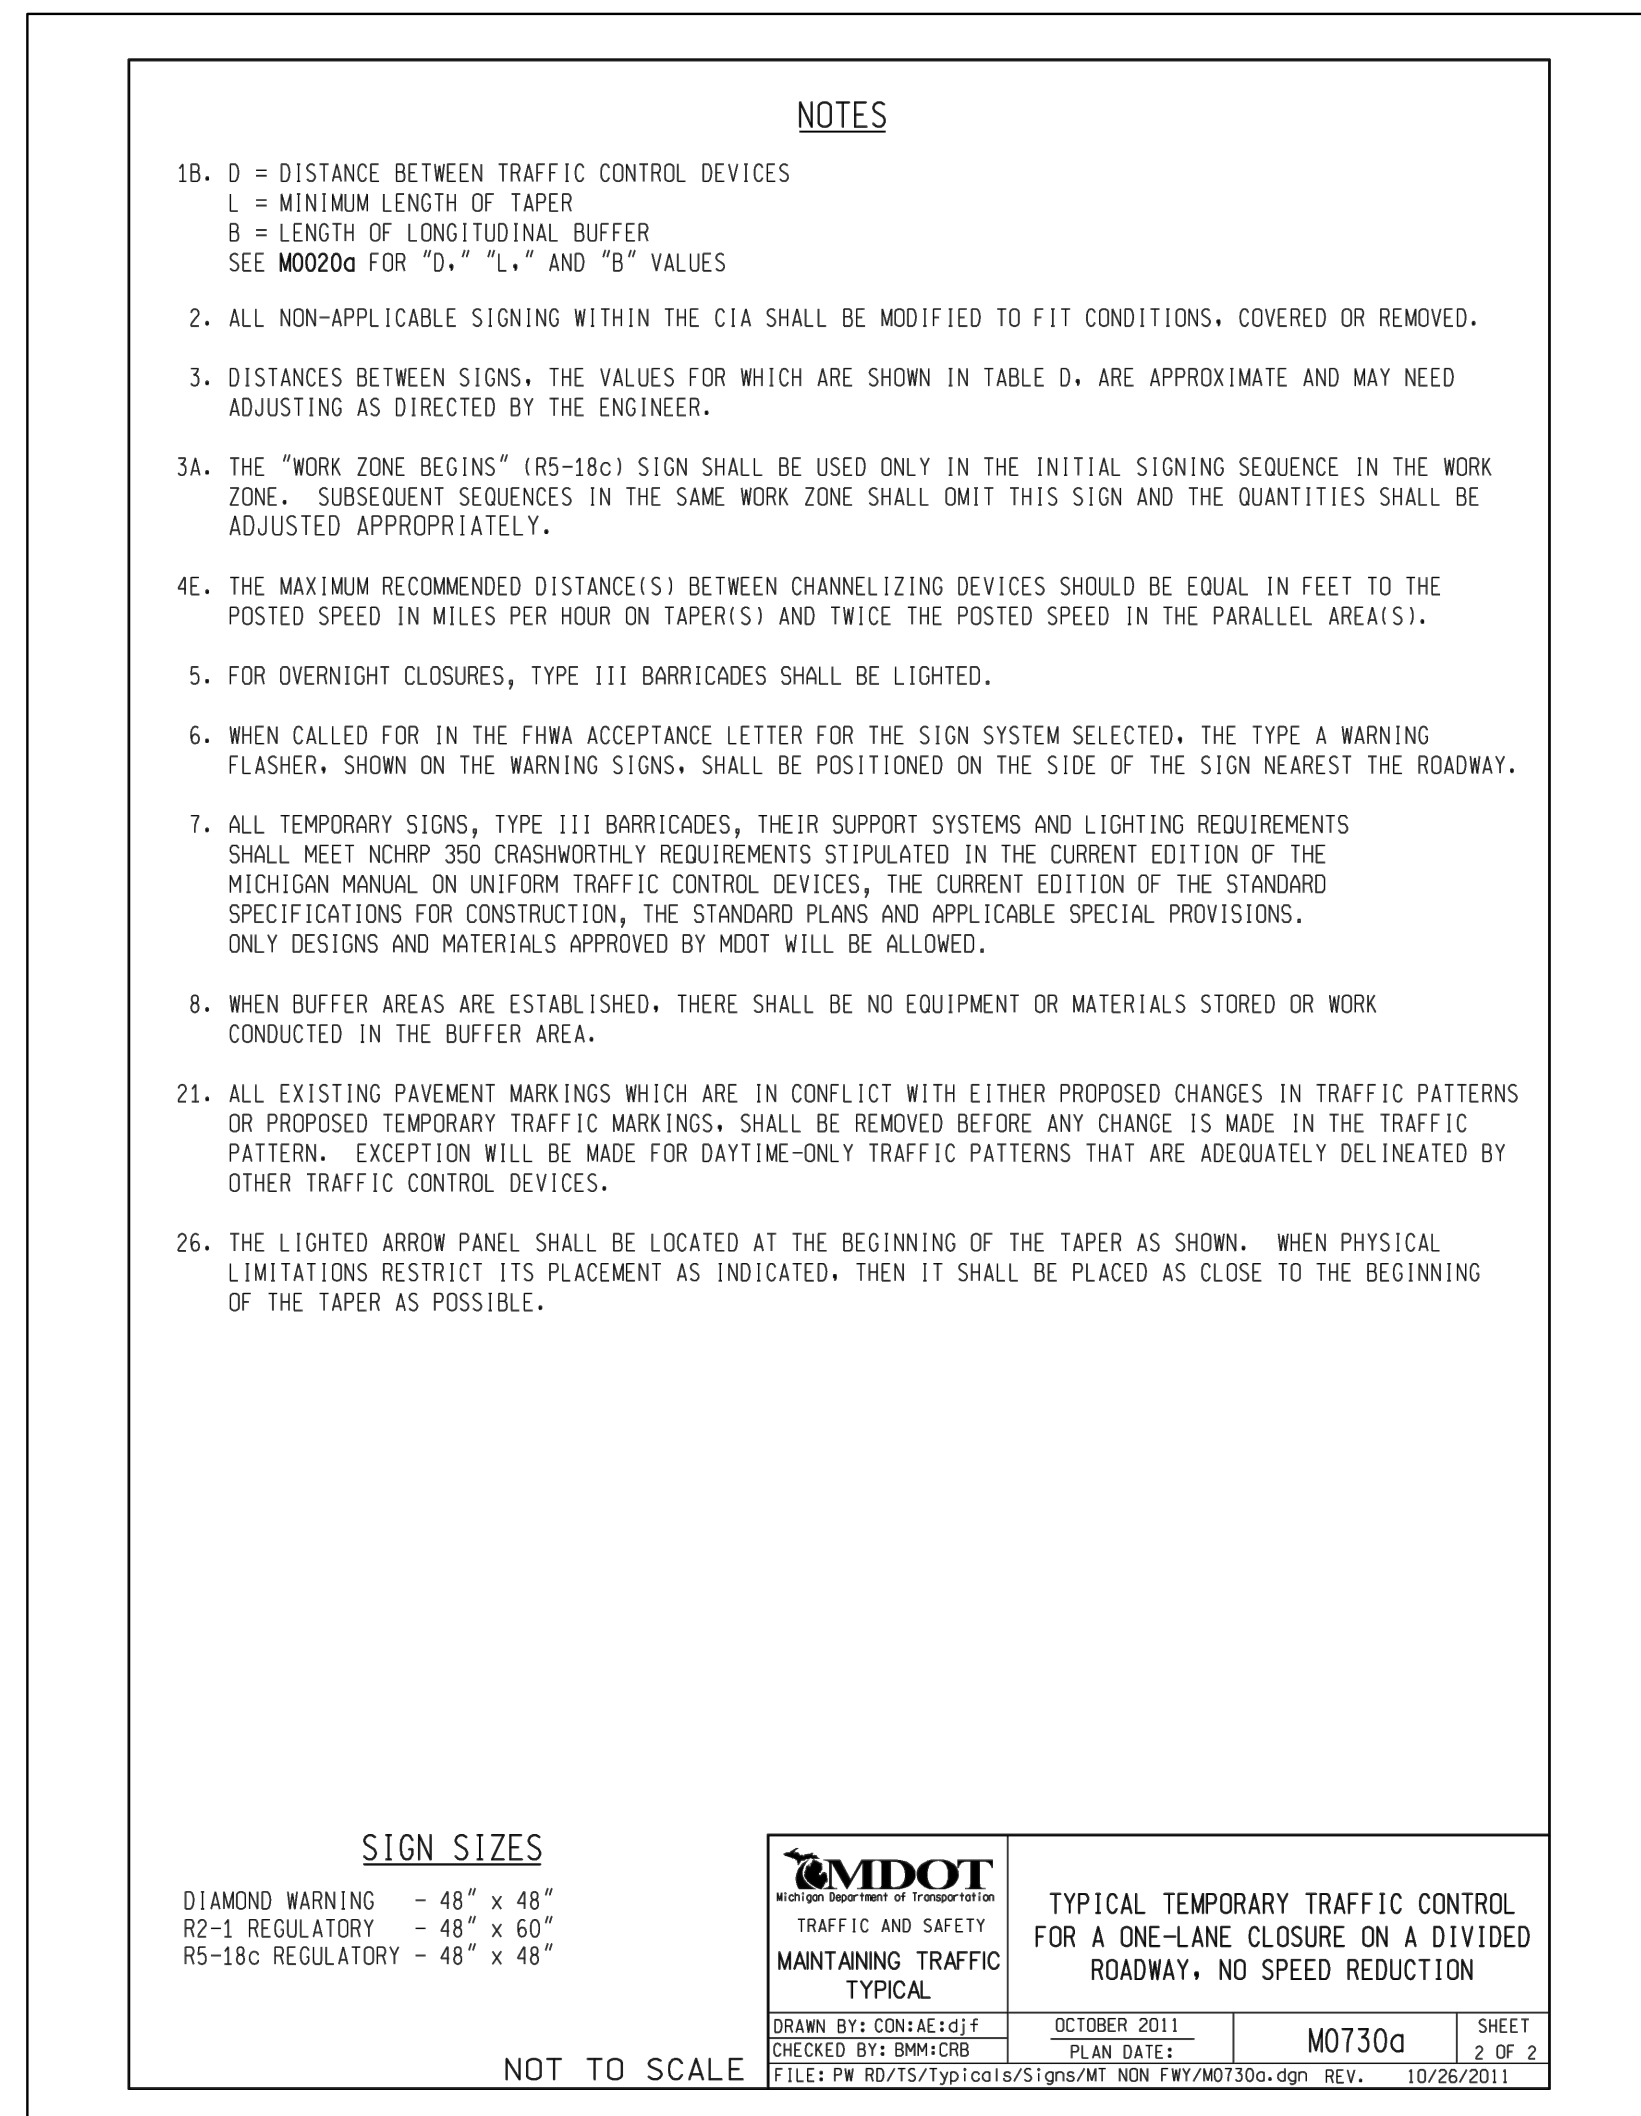 NOTES
1B. D = DISTANCE BETWEEN TRAFFIC CONTROL DEVICES
L = MINIMUM LENGTH OF TAPER
B = LENGTH OF LONGITUDINAL BUFFER
SEE M0020a FOR "D," "L," AND "B" VALUES
2. ALL NON-APPLICABLE SIGNING WITHIN THE CIA SHALL BE MODIFIED TO FIT CONDITIONS, COVERED OR REMOVED.
3. DISTANCES BETWEEN SIGNS, THE VALUES FOR WHICH ARE SHOWN IN TABLE D, ARE APPROXIMATE AND MAY NEED
ADJUSTING AS DIRECTED BY THE ENGINEER.
3A. THE "WORK ZONE BEGINS" (R5-18c) SIGN SHALL BE USED ONLY IN THE INITIAL SIGNING SEQUENCE IN THE WORK
ZONE. SUBSEQUENT SEQUENCES IN THE SAME WORK ZONE SHALL OMIT THIS SIGN AND THE QUANTITIES SHALL BE
ADJUSTED APPROPRIATELY.
4E. THE MAXIMUM RECOMMENDED DISTANCE(S) BETWEEN CHANNELIZING DEVICES SHOULD BE EQUAL IN FEET TO THE
POSTED SPEED IN MILES PER HOUR ON TAPER(S) AND TWICE THE POSTED SPEED IN THE PARALLEL AREA(S).
5. FOR OVERNIGHT CLOSURES, TYPE III BARRICADES SHALL BE LIGHTED.
6. WHEN CALLED FOR IN THE FHWA ACCEPTANCE LETTER FOR THE SIGN SYSTEM SELECTED, THE TYPE A WARNING
FLASHER, SHOWN ON THE WARNING SIGNS, SHALL BE POSITIONED ON THE SIDE OF THE SIGN NEAREST THE ROADWAY.
7. ALL TEMPORARY SIGNS, TYPE III BARRICADES, THEIR SUPPORT SYSTEMS AND LIGHTING REQUIREMENTS
SHALL MEET NCHRP 350 CRASHWORTHLY REQUIREMENTS STIPULATED IN THE CURRENT EDITION OF THE
MICHIGAN MANUAL ON UNIFORM TRAFFIC CONTROL DEVICES, THE CURRENT EDITION OF THE STANDARD
SPECIFICATIONS FOR CONSTRUCTION, THE STANDARD PLANS AND APPLICABLE SPECIAL PROVISIONS.
ONLY DESIGNS AND MATERIALS APPROVED BY MDOT WILL BE ALLOWED.
8. WHEN BUFFER AREAS ARE ESTABLISHED, THERE SHALL BE NO EQUIPMENT OR MATERIALS STORED OR WORK
CONDUCTED IN THE BUFFER AREA.
21. ALL EXISTING PAVEMENT MARKINGS WHICH ARE IN CONFLICT WITH EITHER PROPOSED CHANGES IN TRAFFIC PATTERNS
OR PROPOSED TEMPORARY TRAFFIC MARKINGS, SHALL BE REMOVED BEFORE ANY CHANGE IS MADE IN THE TRAFFIC
PATTERN. EXCEPTION WILL BE MADE FOR DAYTIME-ONLY TRAFFIC PATTERNS THAT ARE ADEQUATELY DELINEATED BY
OTHER TRAFFIC CONTROL DEVICES.
26. THE LIGHTED ARROW PANEL SHALL BE LOCATED AT THE BEGINNING OF THE TAPER AS SHOWN. WHEN PHYSICAL
LIMITATIONS RESTRICT ITS PLACEMENT AS INDICATED, THEN IT SHALL BE PLACED AS CLOSE TO THE BEGINNING
OF THE TAPER AS POSSIBLE.
SIGN SIZES
DIAMOND WARNING - 48" x 48"
R2-1 REGULATORY - 48" x 60"
R5-18c REGULATORY - 48" x 48"
NOT TO SCALE
MDOT
Michigan Department of Transportation
TRAFFIC AND SAFETY
MAINTAINING TRAFFIC
TYPICAL
TYPICAL TEMPORARY TRAFFIC CONTROL
FOR A ONE-LANE CLOSURE ON A DIVIDED
ROADWAY, NO SPEED REDUCTION
DRAWN BY: CON:AE:djf
CHECKED BY: BMM:CRB
OCTOBER 2011
PLAN DATE:
M0730a
SHEET
2 OF 2
FILE: PW RD/TS/Typicals/Signs/MT NON FWY/M0730a.dgn REV. 10/26/2011